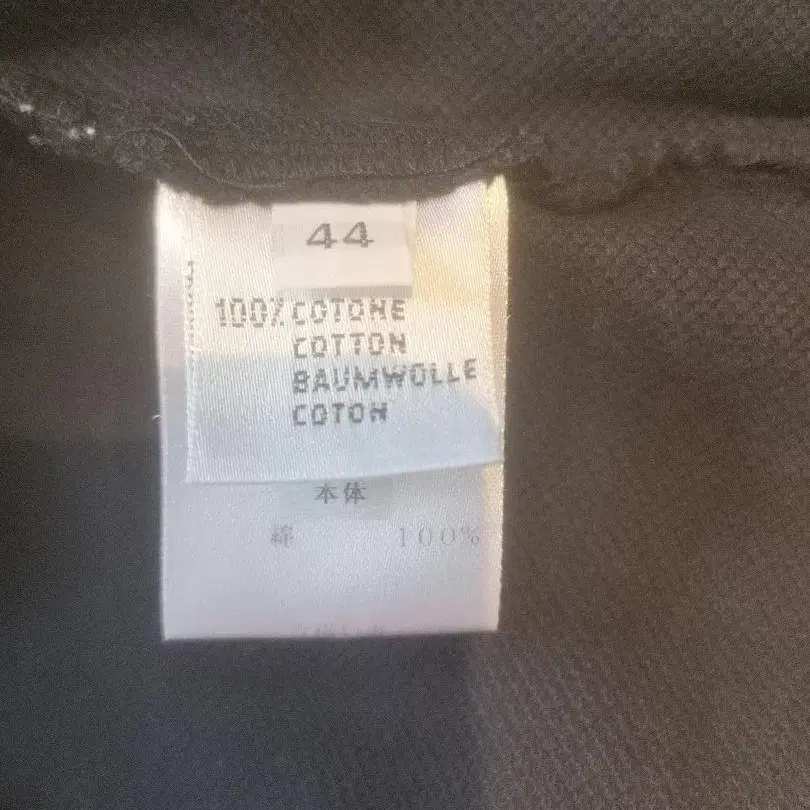 44
100% COTONE
COTTON
BAUMWOLLE
COTON
本体
綿 100%